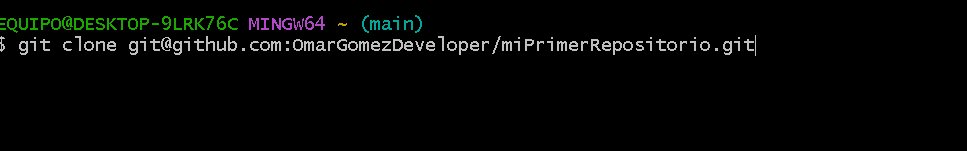 EQUIPO@DESKTOP-9LRK76C MINGW64 ~ (main)
$ git clone git@github.com:OmarGomezDeveloper/miPrimerRepositorio.git